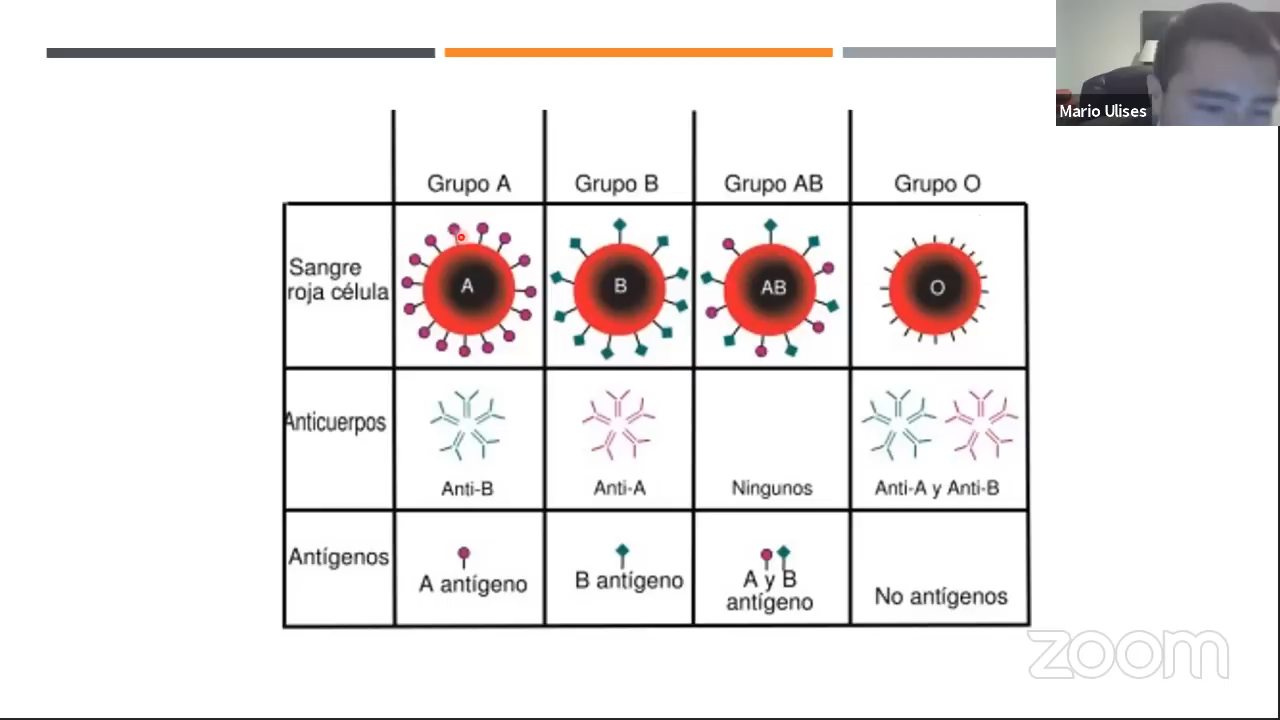 Mario Ulises
Grupo A
Grupo B
Grupo AB
Grupo O
Sangre
roja célula
A
B
AB
O
Anticuerpos
Anti-B
Anti-A
Ningunos
Anti-A y Anti-B
Antígenos
A antígeno
B antígeno
A y B
antígeno
No antígenos
zoom